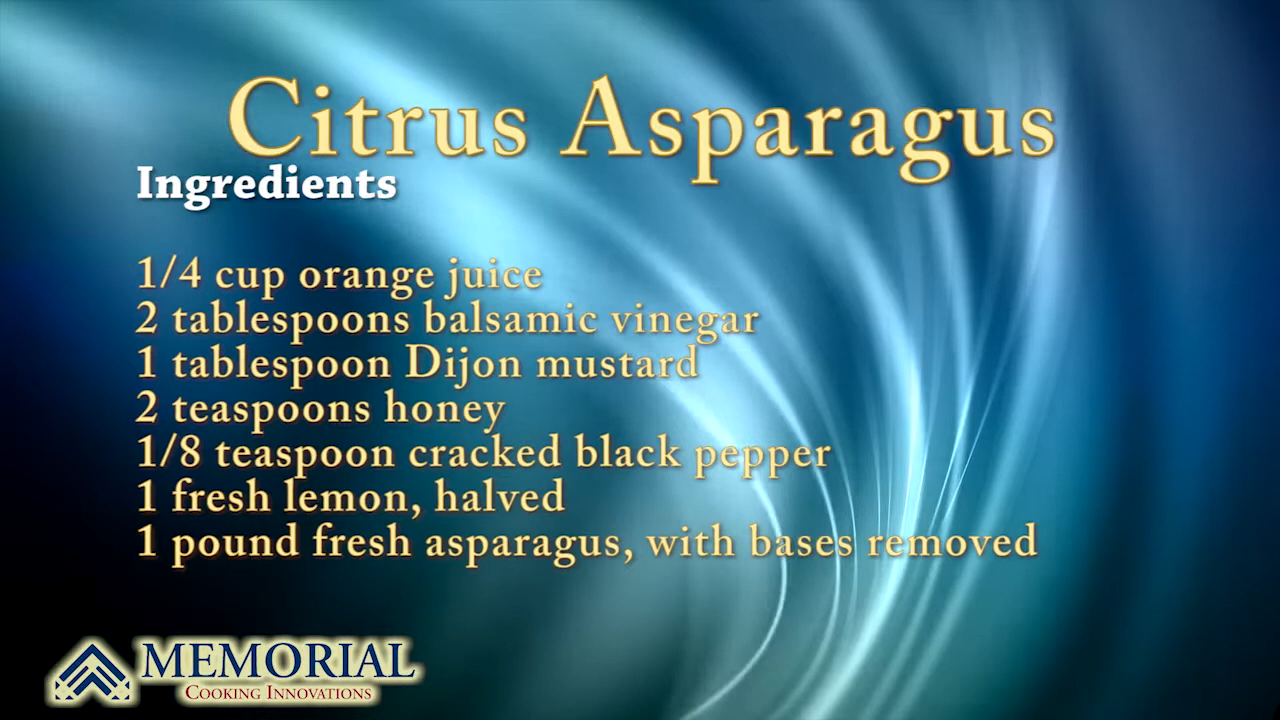 Citrus Asparagus
Ingredients
1/4 cup orange juice
2 tablespoons balsamic vinegar
1 tablespoon Dijon mustard
2 teaspoons honey
1/8 teaspoon cracked black pepper
1 fresh lemon, halved
1 pound fresh asparagus, with bases removed
MEMORIAL
COOKING INNOVATIONS